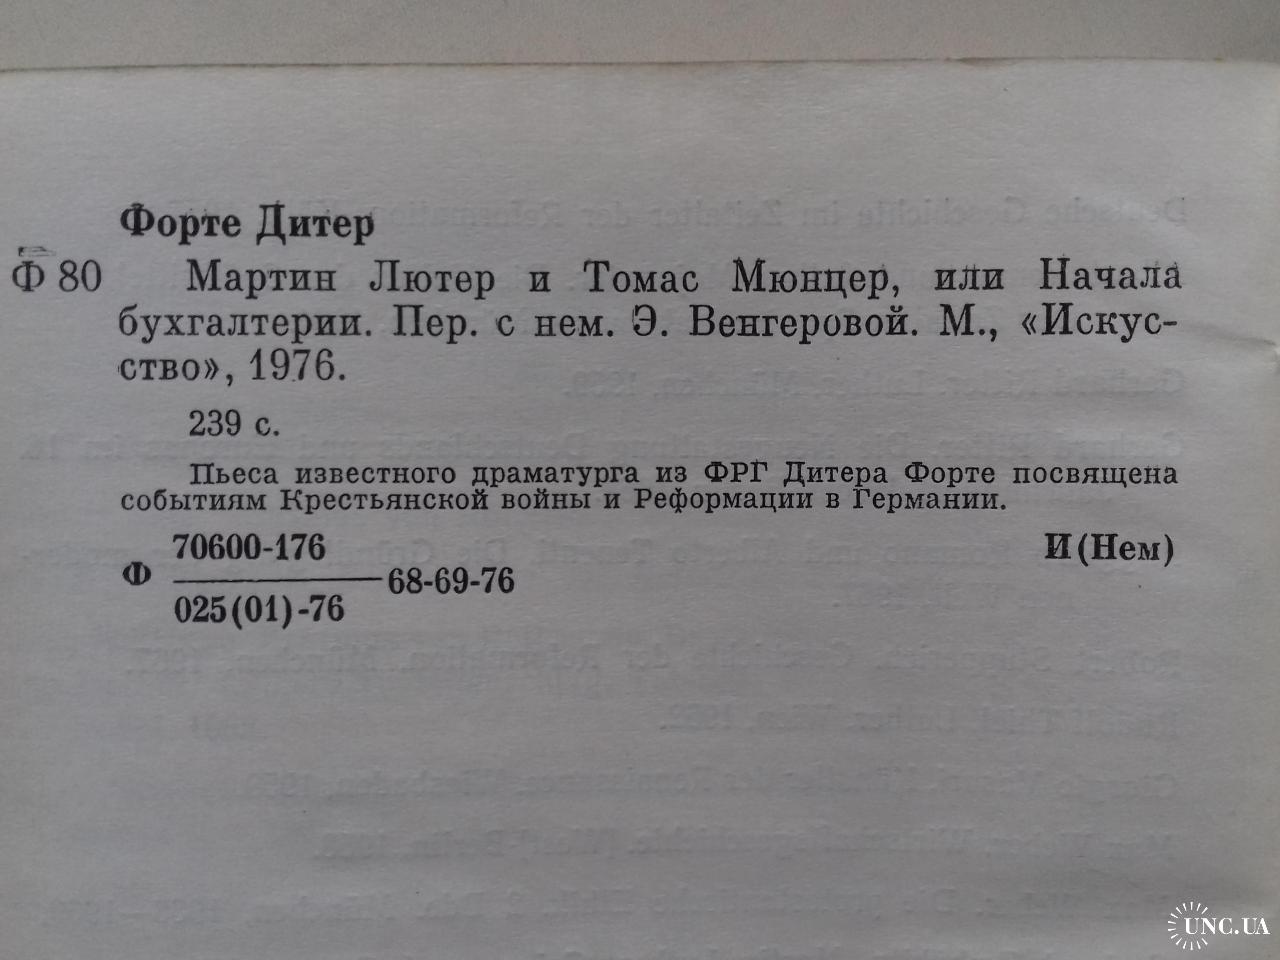 Форте Дитер
Ф 80 Мартин Лютер и Томас Мюнцер, или Начала
бухгалтерии. Пер. с нем. Э. Венгеровой. М., «Искус-
ство», 1976.
239 с.
Пьеса известного драматурга из ФРГ Дитера Форте посвящена
событиям Крестьянской войны и Реформации в Германии.
70600-176
Ф 68-69-76
025(01)-76
И(Нем)
UNC.UA